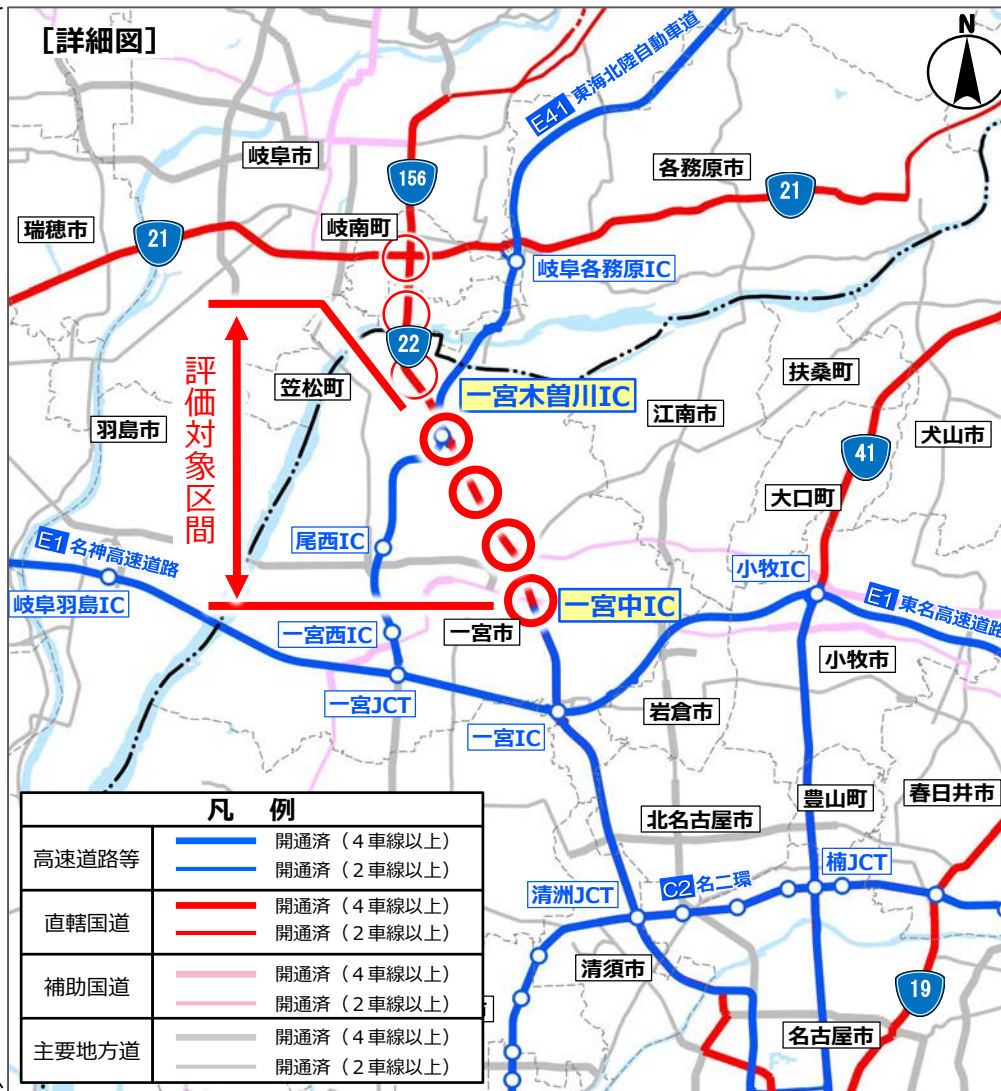 [詳細図]
N
E41 東海北陸自動車道
岐阜市
156
各務原市
21
瑞穂市
21
岐南町
岐阜各務原IC
22
笠松町
扶桑町
評価対象区間
一宮木曽川IC
江南市
羽島市
犬山市
41
大口町
E1 名神高速道路
尾西IC
小牧IC
岐阜羽島IC
一宮中IC
E1 東名高速道路
一宮西IC
一宮市
小牧市
一宮JCT
岩倉市
一宮IC
豊山町
春日井市
北名古屋市
楠JCT
C2 名二環
清洲JCT
清須市
19
名古屋市
凡 例
高速道路等
開通済（４車線以上）
開通済（２車線以上）
直轄国道
開通済（４車線以上）
開通済（２車線以上）
補助国道
開通済（４車線以上）
開通済（２車線以上）
主要地方道
開通済（４車線以上）
開通済（２車線以上）